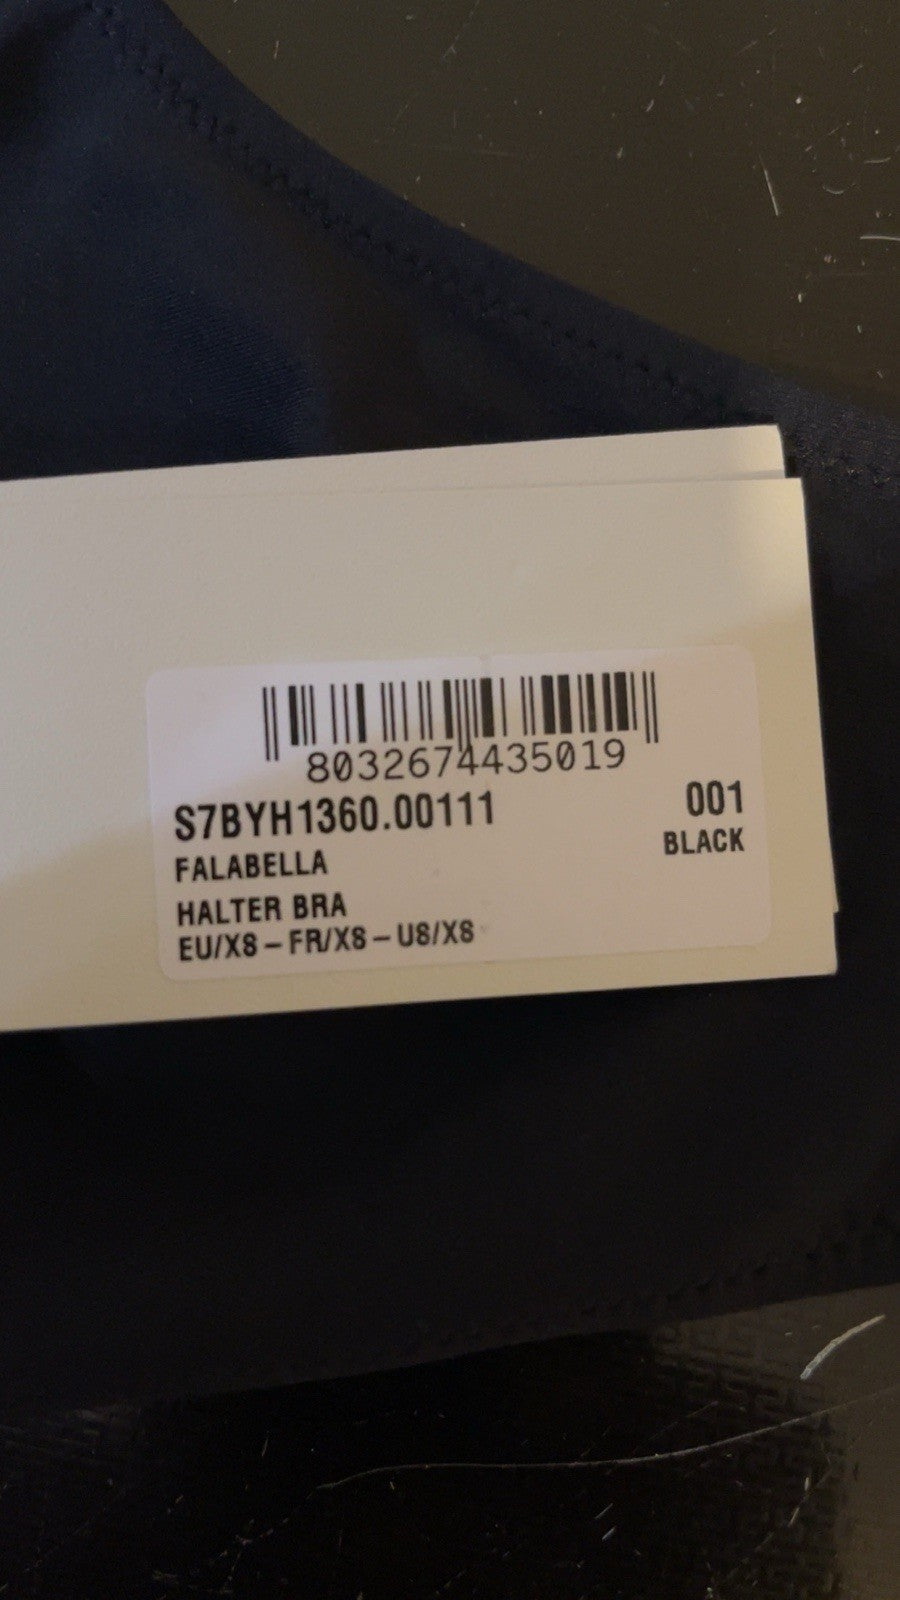 8032674435019
S7BYH1360.00111
001
FALABELLA
BLACK
HALTER BRA
EU/XS – FR/XS – US/XS